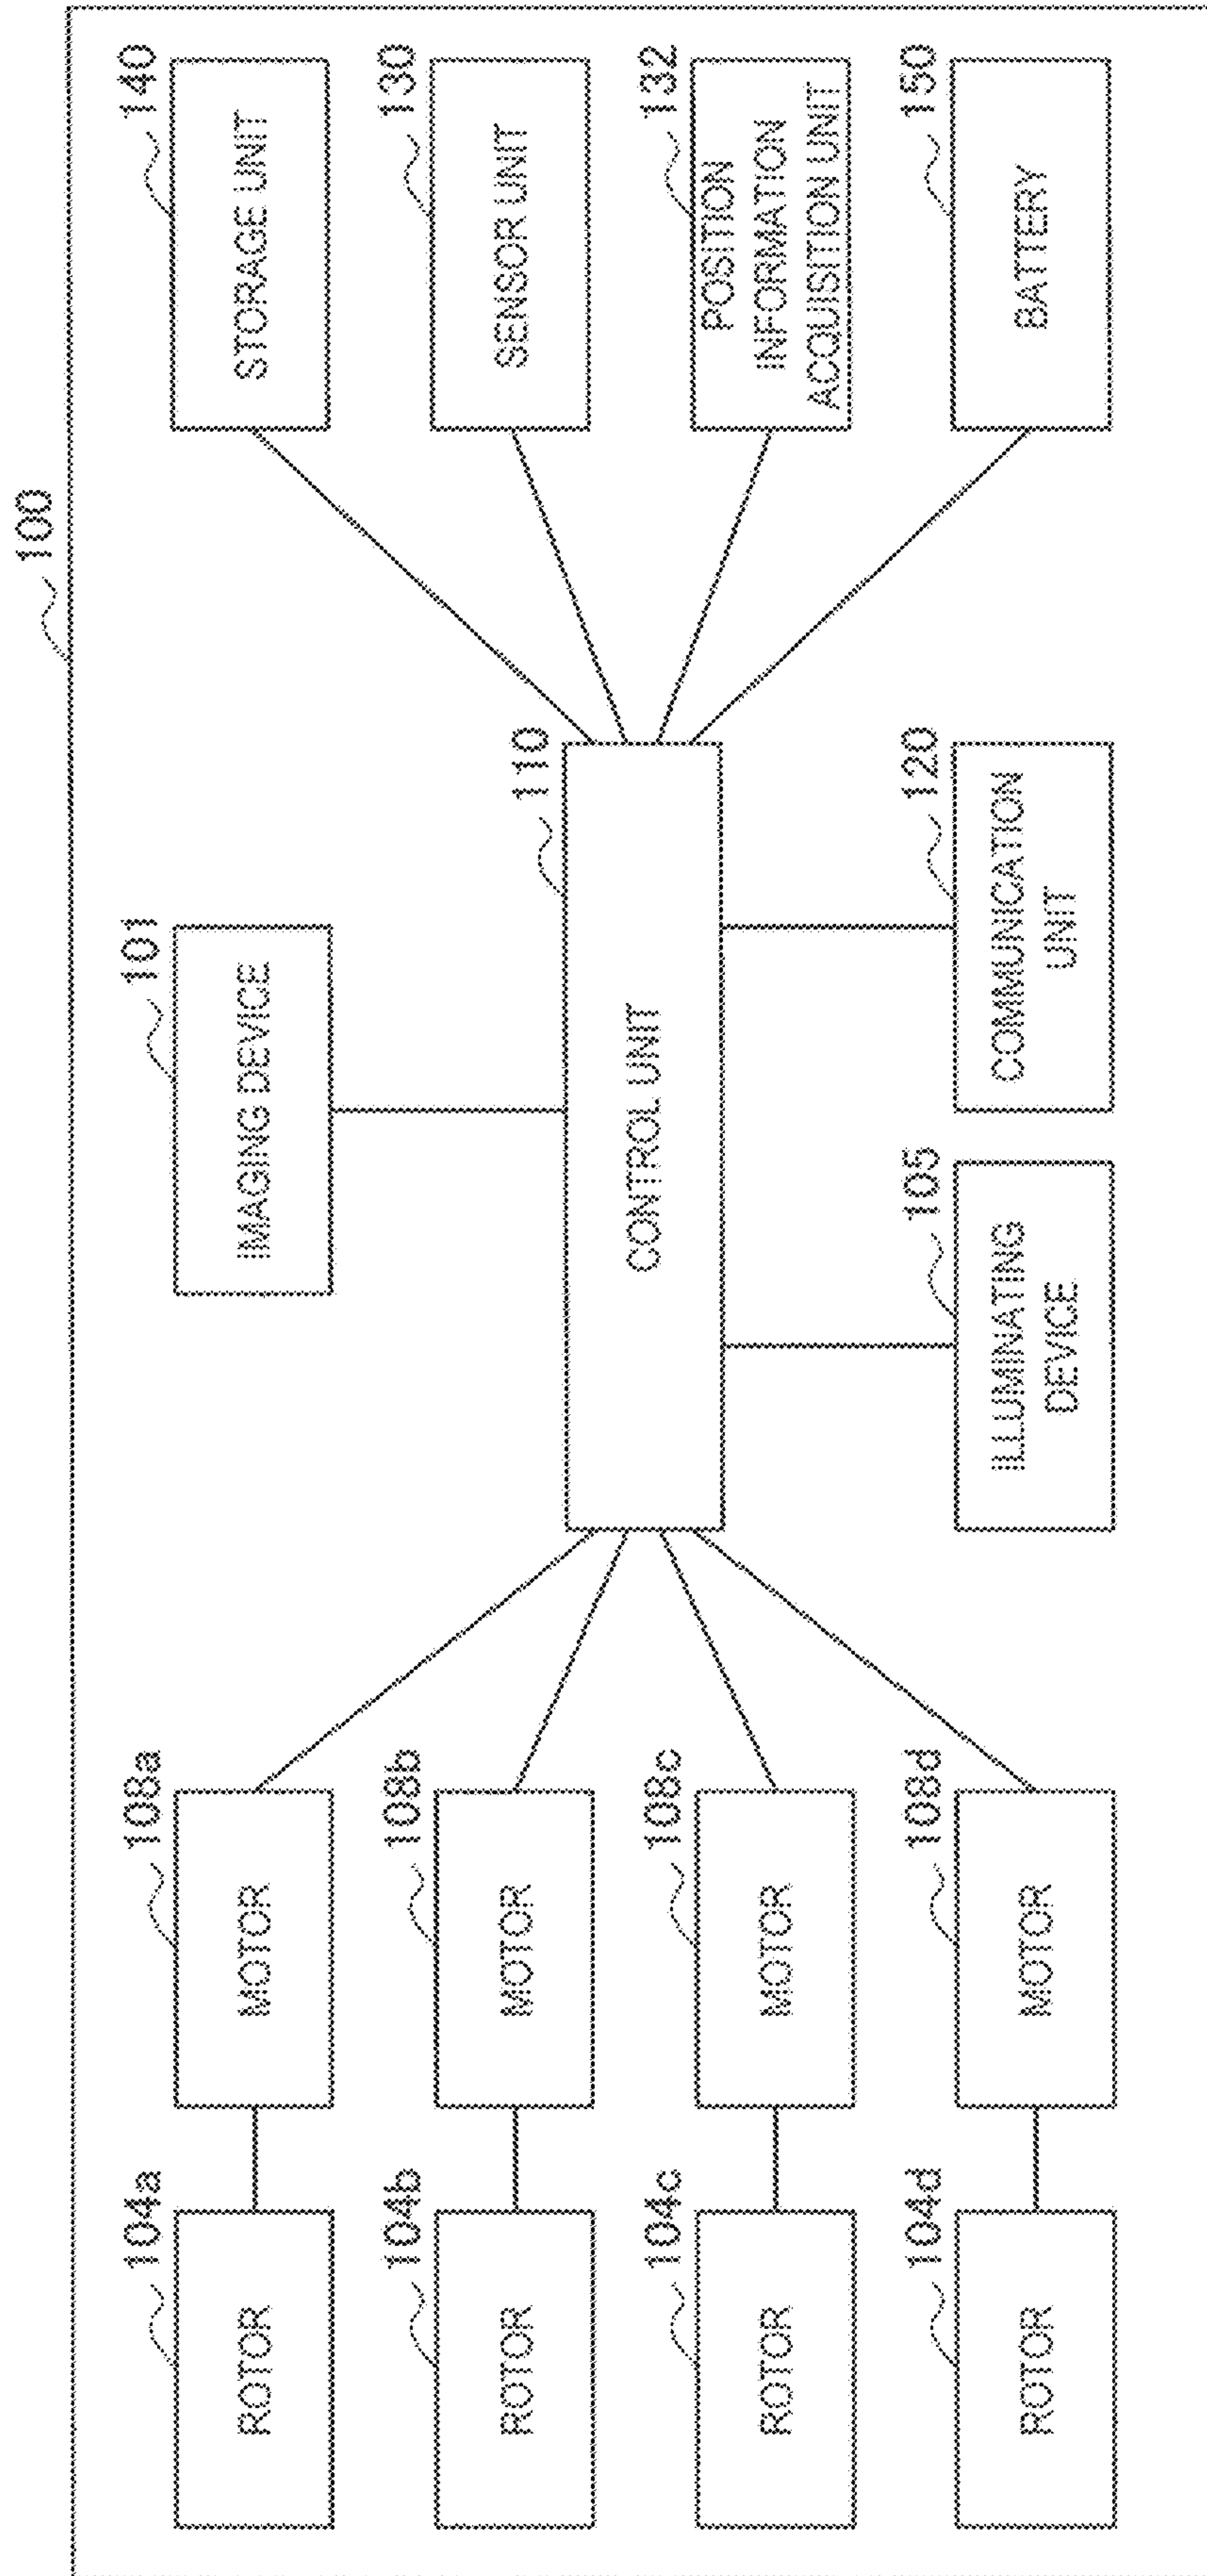 100
104a
ROTOR
108a
MOTOR
101
IMAGING DEVICE
140
STORAGE UNIT
104b
ROTOR
108b
MOTOR
130
SENSOR UNIT
110
CONTROL UNIT
104c
ROTOR
108c
MOTOR
132
POSITION
INFORMATION
ACQUISITION UNIT
104d
ROTOR
108d
MOTOR
105
ILLUMINATING
DEVICE
120
COMMUNICATION
UNIT
150
BATTERY